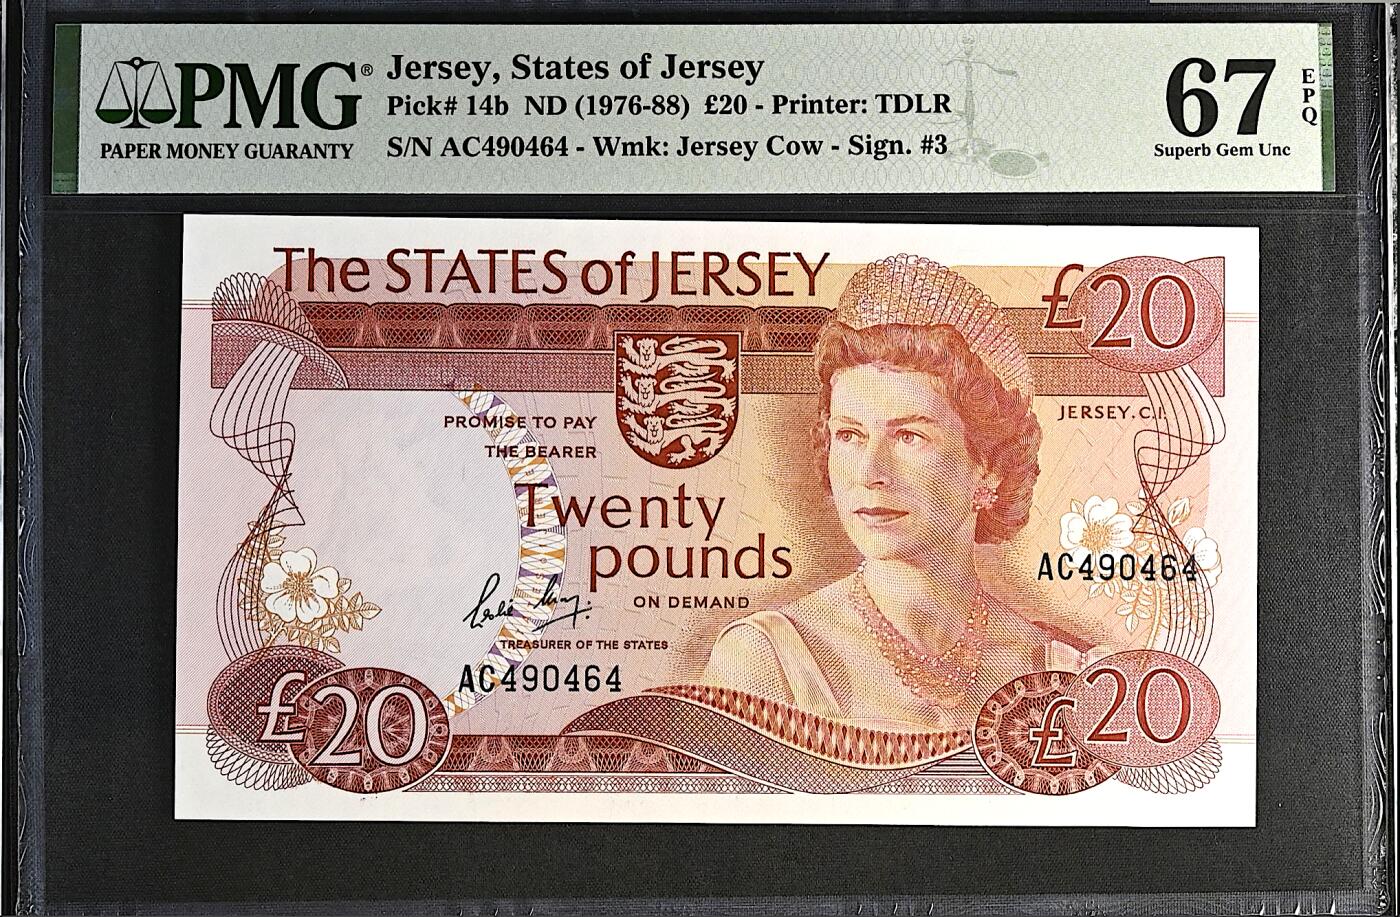 PMG®
PAPER MONEY GUARANTY
Jersey, States of Jersey
Pick# 14b ND (1976-88) £20 - Printer: TDLR
S/N AC490464 - Wmk: Jersey Cow - Sign. #3
67
EPQ
Superb Gem Unc
The STATES of JERSEY
£20
JERSEY. C.I.
PROMISE TO PAY
THE BEARER
Twenty
pounds
ON DEMAND
AC490464
TREASURER OF THE STATES
AC490464
£20
£20